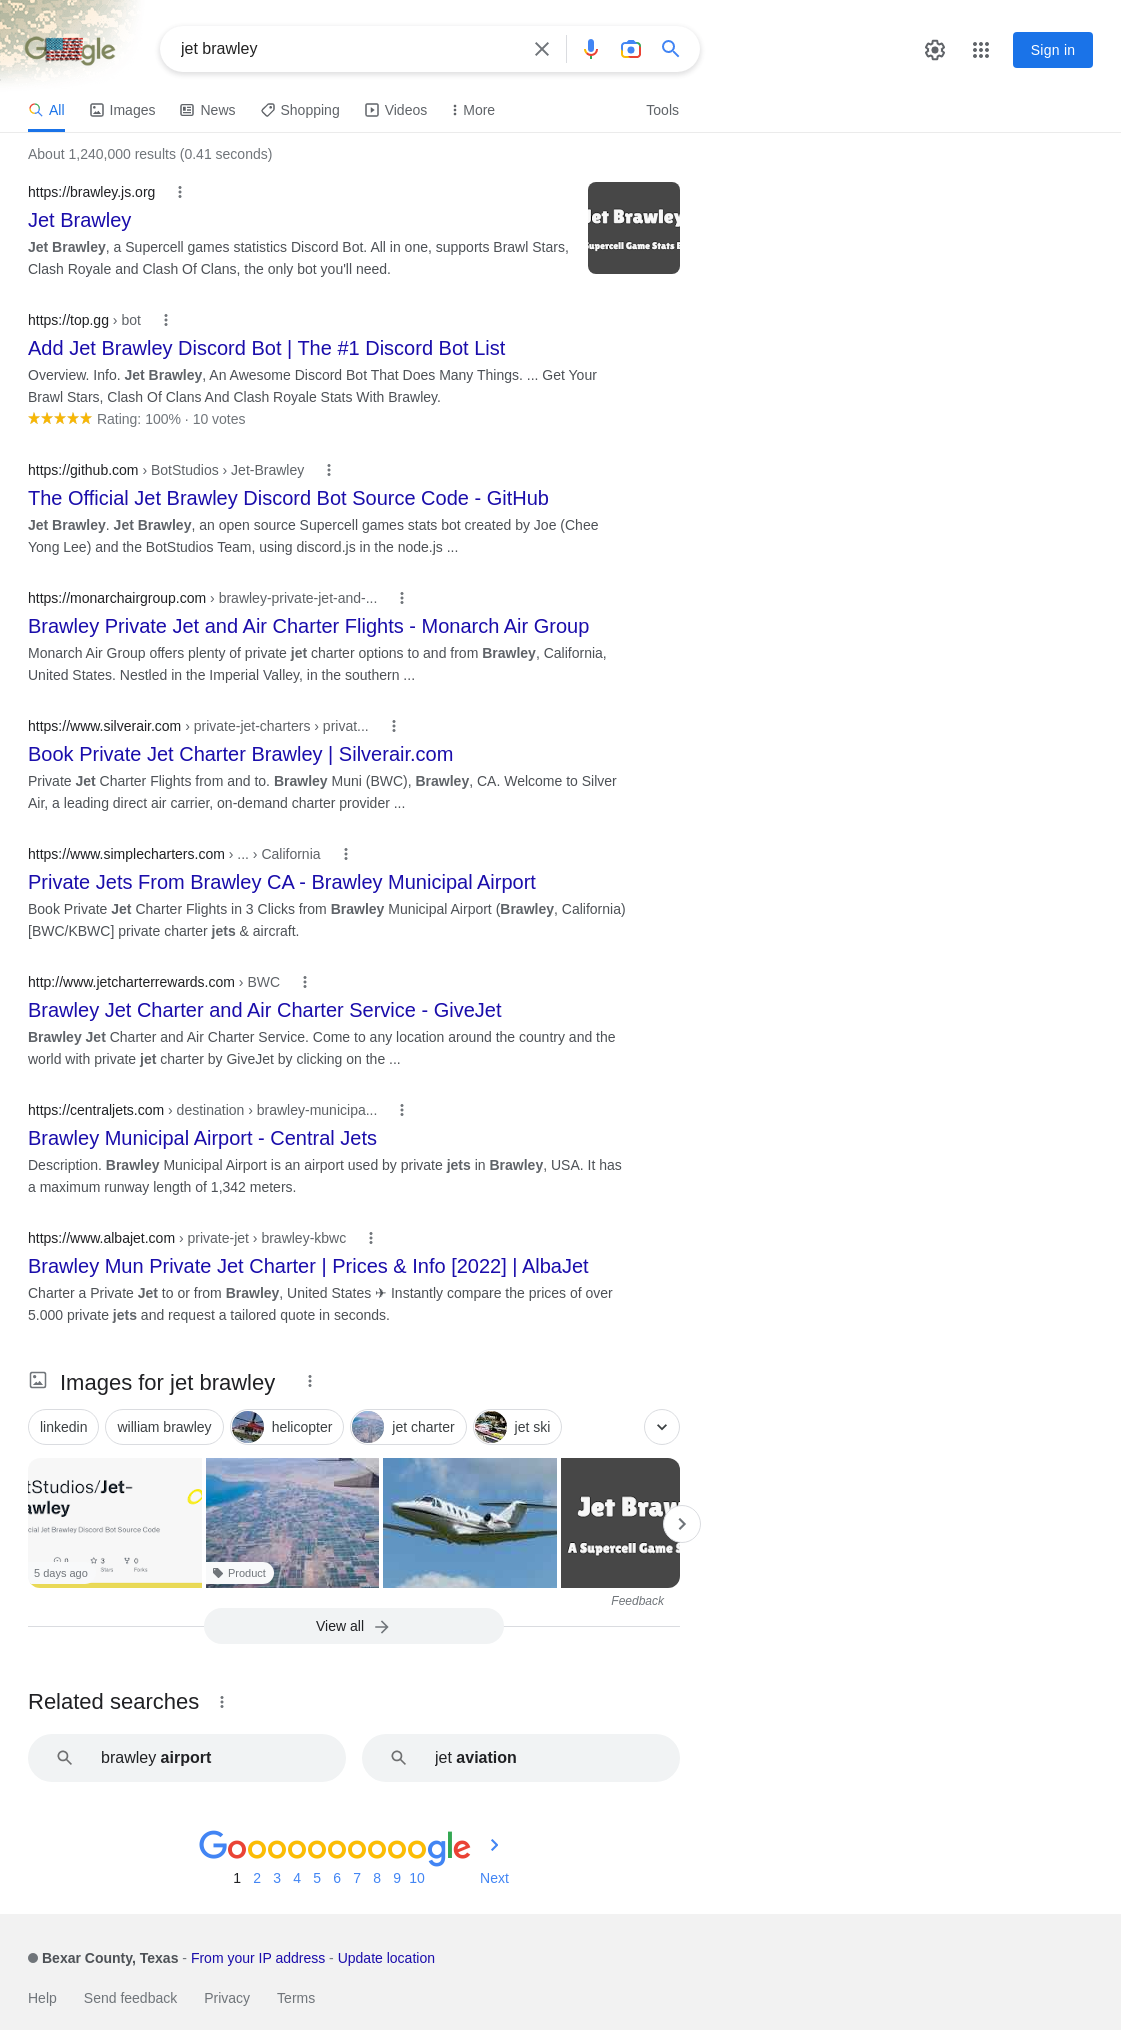 Google
jet brawley
Sign in
All
Images
News
Shopping
Videos
More
Tools
About 1,240,000 results (0.41 seconds)
https://brawley.js.org
Jet Brawley
Jet Brawley, a Supercell games statistics Discord Bot. All in one, supports Brawl Stars,
Clash Royale and Clash Of Clans, the only bot you'll need.
Jet Brawley
Supercell Game Stats B
https://top.gg › bot
Add Jet Brawley Discord Bot | The #1 Discord Bot List
Overview. Info. Jet Brawley, An Awesome Discord Bot That Does Many Things. ... Get Your
Brawl Stars, Clash Of Clans And Clash Royale Stats With Brawley.
Rating: 100% · 10 votes
https://github.com › BotStudios › Jet-Brawley
The Official Jet Brawley Discord Bot Source Code - GitHub
Jet Brawley. Jet Brawley, an open source Supercell games stats bot created by Joe (Chee
Yong Lee) and the BotStudios Team, using discord.js in the node.js ...
https://monarchairgroup.com › brawley-private-jet-and-...
Brawley Private Jet and Air Charter Flights - Monarch Air Group
Monarch Air Group offers plenty of private jet charter options to and from Brawley, California,
United States. Nestled in the Imperial Valley, in the southern ...
https://www.silverair.com › private-jet-charters › privat...
Book Private Jet Charter Brawley | Silverair.com
Private Jet Charter Flights from and to. Brawley Muni (BWC), Brawley, CA. Welcome to Silver
Air, a leading direct air carrier, on-demand charter provider ...
https://www.simplecharters.com › ... › California
Private Jets From Brawley CA - Brawley Municipal Airport
Book Private Jet Charter Flights in 3 Clicks from Brawley Municipal Airport (Brawley, California)
[BWC/KBWC] private charter jets & aircraft.
http://www.jetcharterrewards.com › BWC
Brawley Jet Charter and Air Charter Service - GiveJet
Brawley Jet Charter and Air Charter Service. Come to any location around the country and the
world with private jet charter by GiveJet by clicking on the ...
https://centraljets.com › destination › brawley-municipa...
Brawley Municipal Airport - Central Jets
Description. Brawley Municipal Airport is an airport used by private jets in Brawley, USA. It has
a maximum runway length of 1,342 meters.
https://www.albajet.com › private-jet › brawley-kbwc
Brawley Mun Private Jet Charter | Prices & Info [2022] | AlbaJet
Charter a Private Jet to or from Brawley, United States ✈ Instantly compare the prices of over
5.000 private jets and request a tailored quote in seconds.
Images for jet brawley
linkedin
william brawley
helicopter
jet charter
jet ski
tStudios/Jet-
awley
cial Jet Brawley Discord Bot Source Code
0
3
0
Stars
Forks
5 days ago
Product
Jet Braw
A Supercell Game S
Feedback
View all
Related searches
brawley airport
jet aviation
Goooooooooogle
1 2 3 4 5 6 7 8 9 10 Next
Bexar County, Texas - From your IP address - Update location
Help
Send feedback
Privacy
Terms